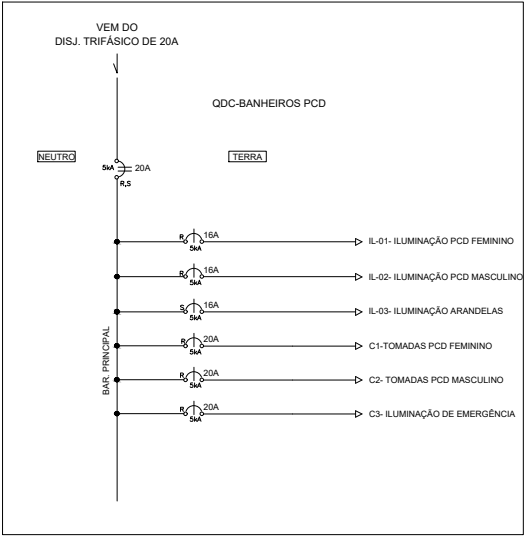 VEM DO
DISJ. TRIFÁSICO DE 20A
QDC-BANHEIROS PCD
NEUTRO
TERRA
5kA
20A
R,S
R
16A
5kA
IL-01- ILUMINAÇÃO PCD FEMININO
R
16A
5kA
IL-02- ILUMINAÇÃO PCD MASCULINO
S
16A
5kA
IL-03- ILUMINAÇÃO ARANDELAS
R
20A
5kA
C1-TOMADAS PCD FEMININO
R
20A
5kA
C2- TOMADAS PCD MASCULINO
R
20A
5kA
C3- ILUMINAÇÃO DE EMERGÊNCIA
BAR. PRINCIPAL